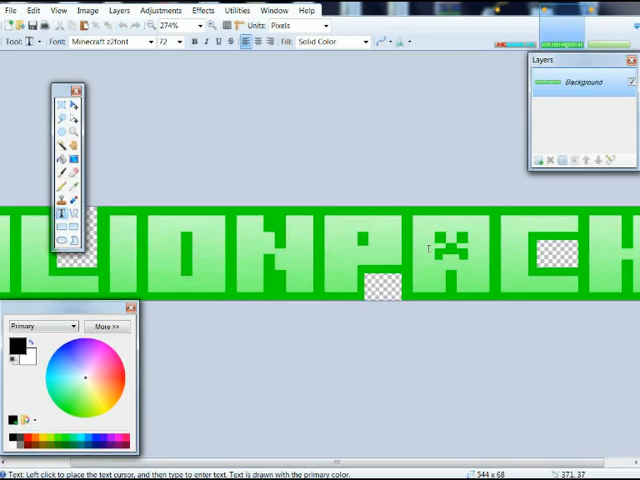 File Edit View Image Layers Adjustments Effects Utilities Window Help
274% Units: Pixels
Tool: T Font: Minecraft z2font 72 B I U S Fill: Solid Color
Layers
Background
LIONPACK
Primary More >>
Text: Left click to place the text cursor, and then type to enter text. Text is drawn with the primary color. 544 x 68 371, 37